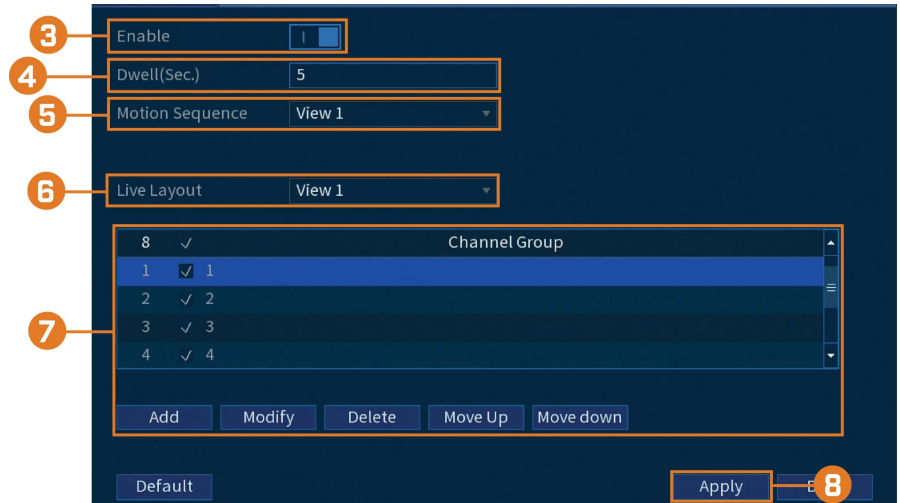 3 Enable
4 Dwell(Sec.) 5
5 Motion Sequence View 1
6 Live Layout View 1
8 Channel Group
1 1
2 2
7 3 3
4 4
Add Modify Delete Move Up Move down
Default Apply 8